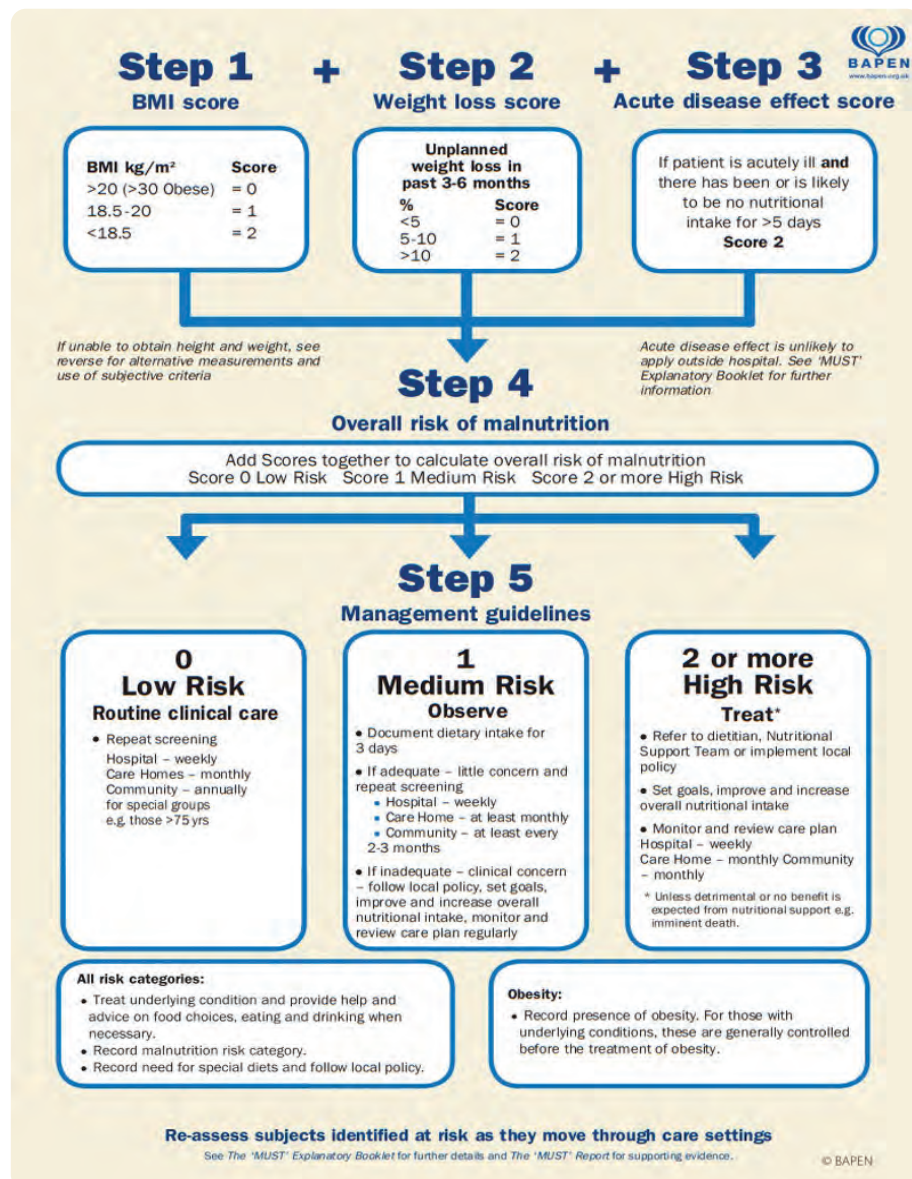 BAPEN
www.bapen.org.uk
Step 1 + Step 2 + Step 3
BMI score
Weight loss score
Acute disease effect score
BMI kg/m² Score
>20 (>30 Obese) = 0
18.5-20 = 1
<18.5 = 2
Unplanned
weight loss in
past 3-6 months
% Score
<5 = 0
5-10 = 1
>10 = 2
If patient is acutely ill and
there has been or is likely
to be no nutritional
intake for >5 days
Score 2
If unable to obtain height and weight, see
reverse for alternative measurements and
use of subjective criteria
Acute disease effect is unlikely to
apply outside hospital. See ‘MUST’
Explanatory Booklet for further
information
Step 4
Overall risk of malnutrition
Add Scores together to calculate overall risk of malnutrition
Score 0 Low Risk Score 1 Medium Risk Score 2 or more High Risk
Step 5
Management guidelines
0
Low Risk
Routine clinical care
● Repeat screening
Hospital – weekly
Care Homes – monthly
Community – annually
for special groups
e.g. those >75 yrs
1
Medium Risk
Observe
● Document dietary intake for
3 days
● If adequate – little concern and
repeat screening
● Hospital – weekly
● Care Home – at least monthly
● Community – at least every
2-3 months
● If inadequate – clinical concern
– follow local policy, set goals,
improve and increase overall
nutritional intake, monitor and
review care plan regularly
2 or more
High Risk
Treat*
● Refer to dietitian, Nutritional
Support Team or implement local
policy
● Set goals, improve and increase
overall nutritional intake
● Monitor and review care plan
Hospital – weekly
Care Home – monthly Community
– monthly
* Unless detrimental or no benefit is
expected from nutritional support e.g.
imminent death.
All risk categories:
● Treat underlying condition and provide help and
advice on food choices, eating and drinking when
necessary.
● Record malnutrition risk category.
● Record need for special diets and follow local policy.
Obesity:
● Record presence of obesity. For those with
underlying conditions, these are generally controlled
before the treatment of obesity.
Re-assess subjects identified at risk as they move through care settings
See The ‘MUST’ Explanatory Booklet for further details and The ‘MUST’ Report for supporting evidence.
© BAPEN